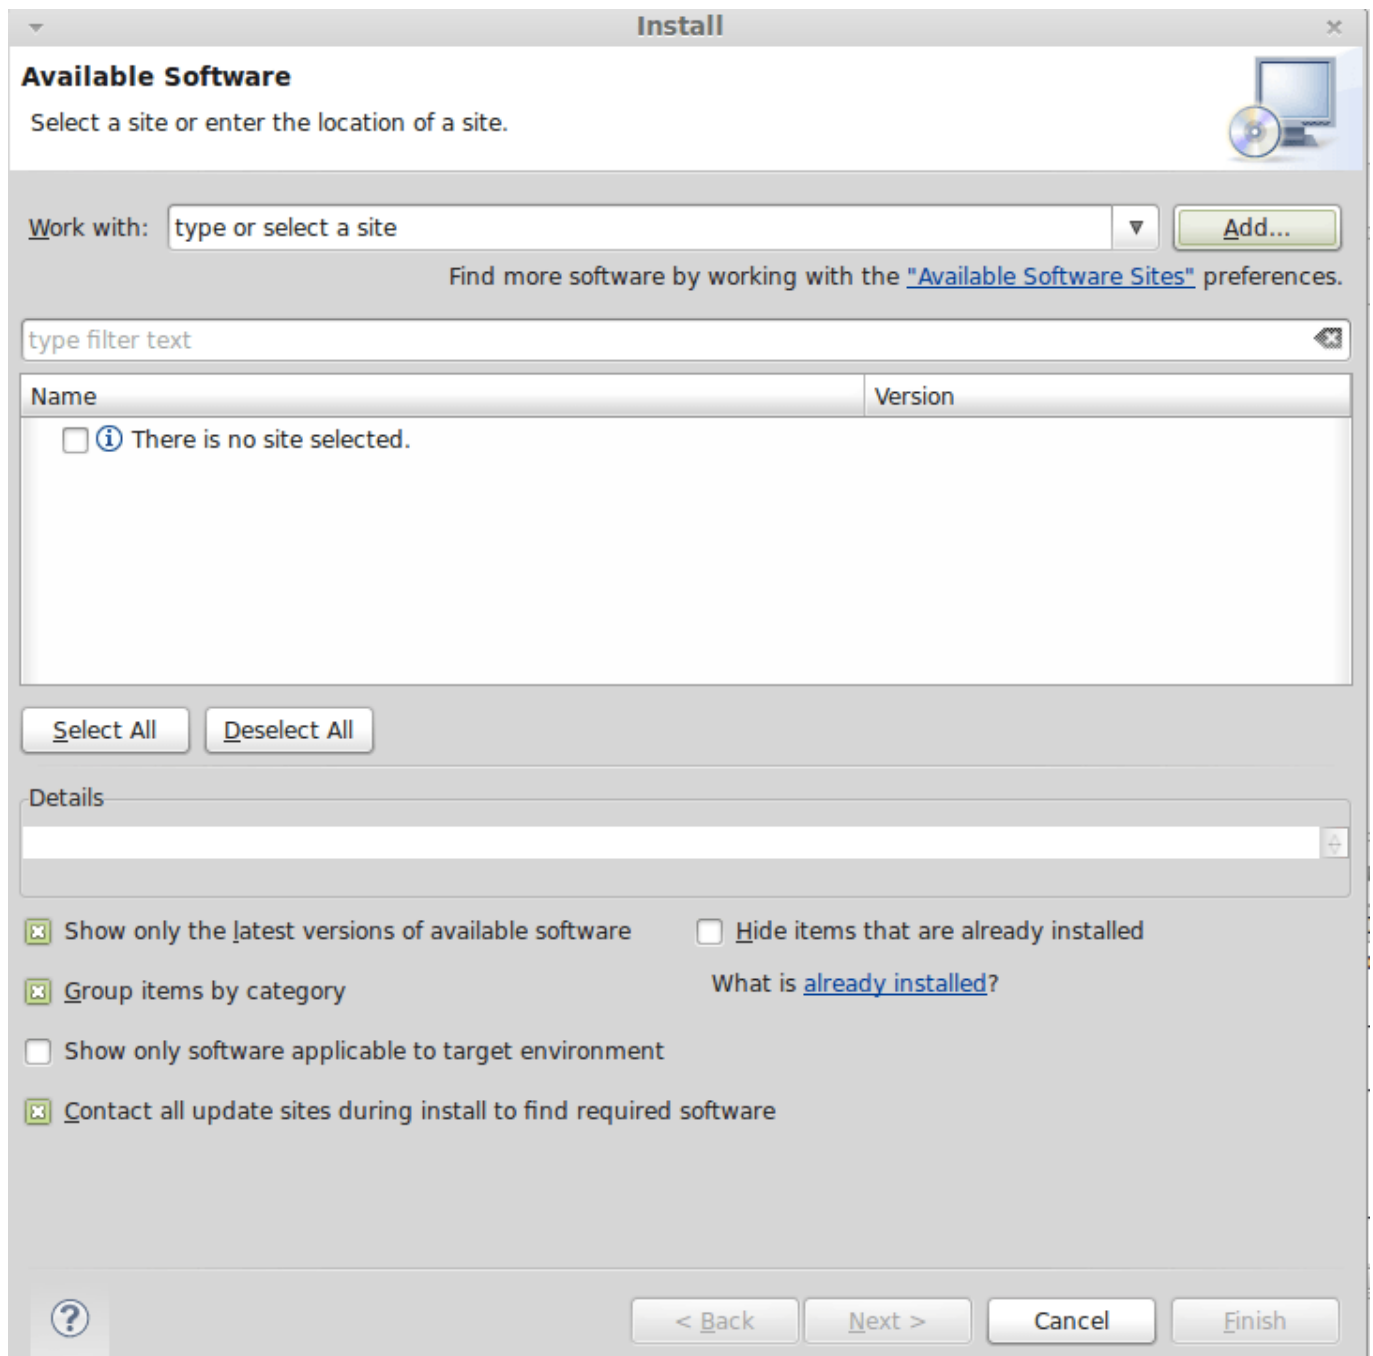 Install
Available Software
Select a site or enter the location of a site.
Work with: type or select a site Add...
Find more software by working with the "Available Software Sites" preferences.
type filter text
Name Version
There is no site selected.
Select All Deselect All
Details
Show only the latest versions of available software Hide items that are already installed
Group items by category What is already installed?
Show only software applicable to target environment
Contact all update sites during install to find required software
? < Back Next > Cancel Finish